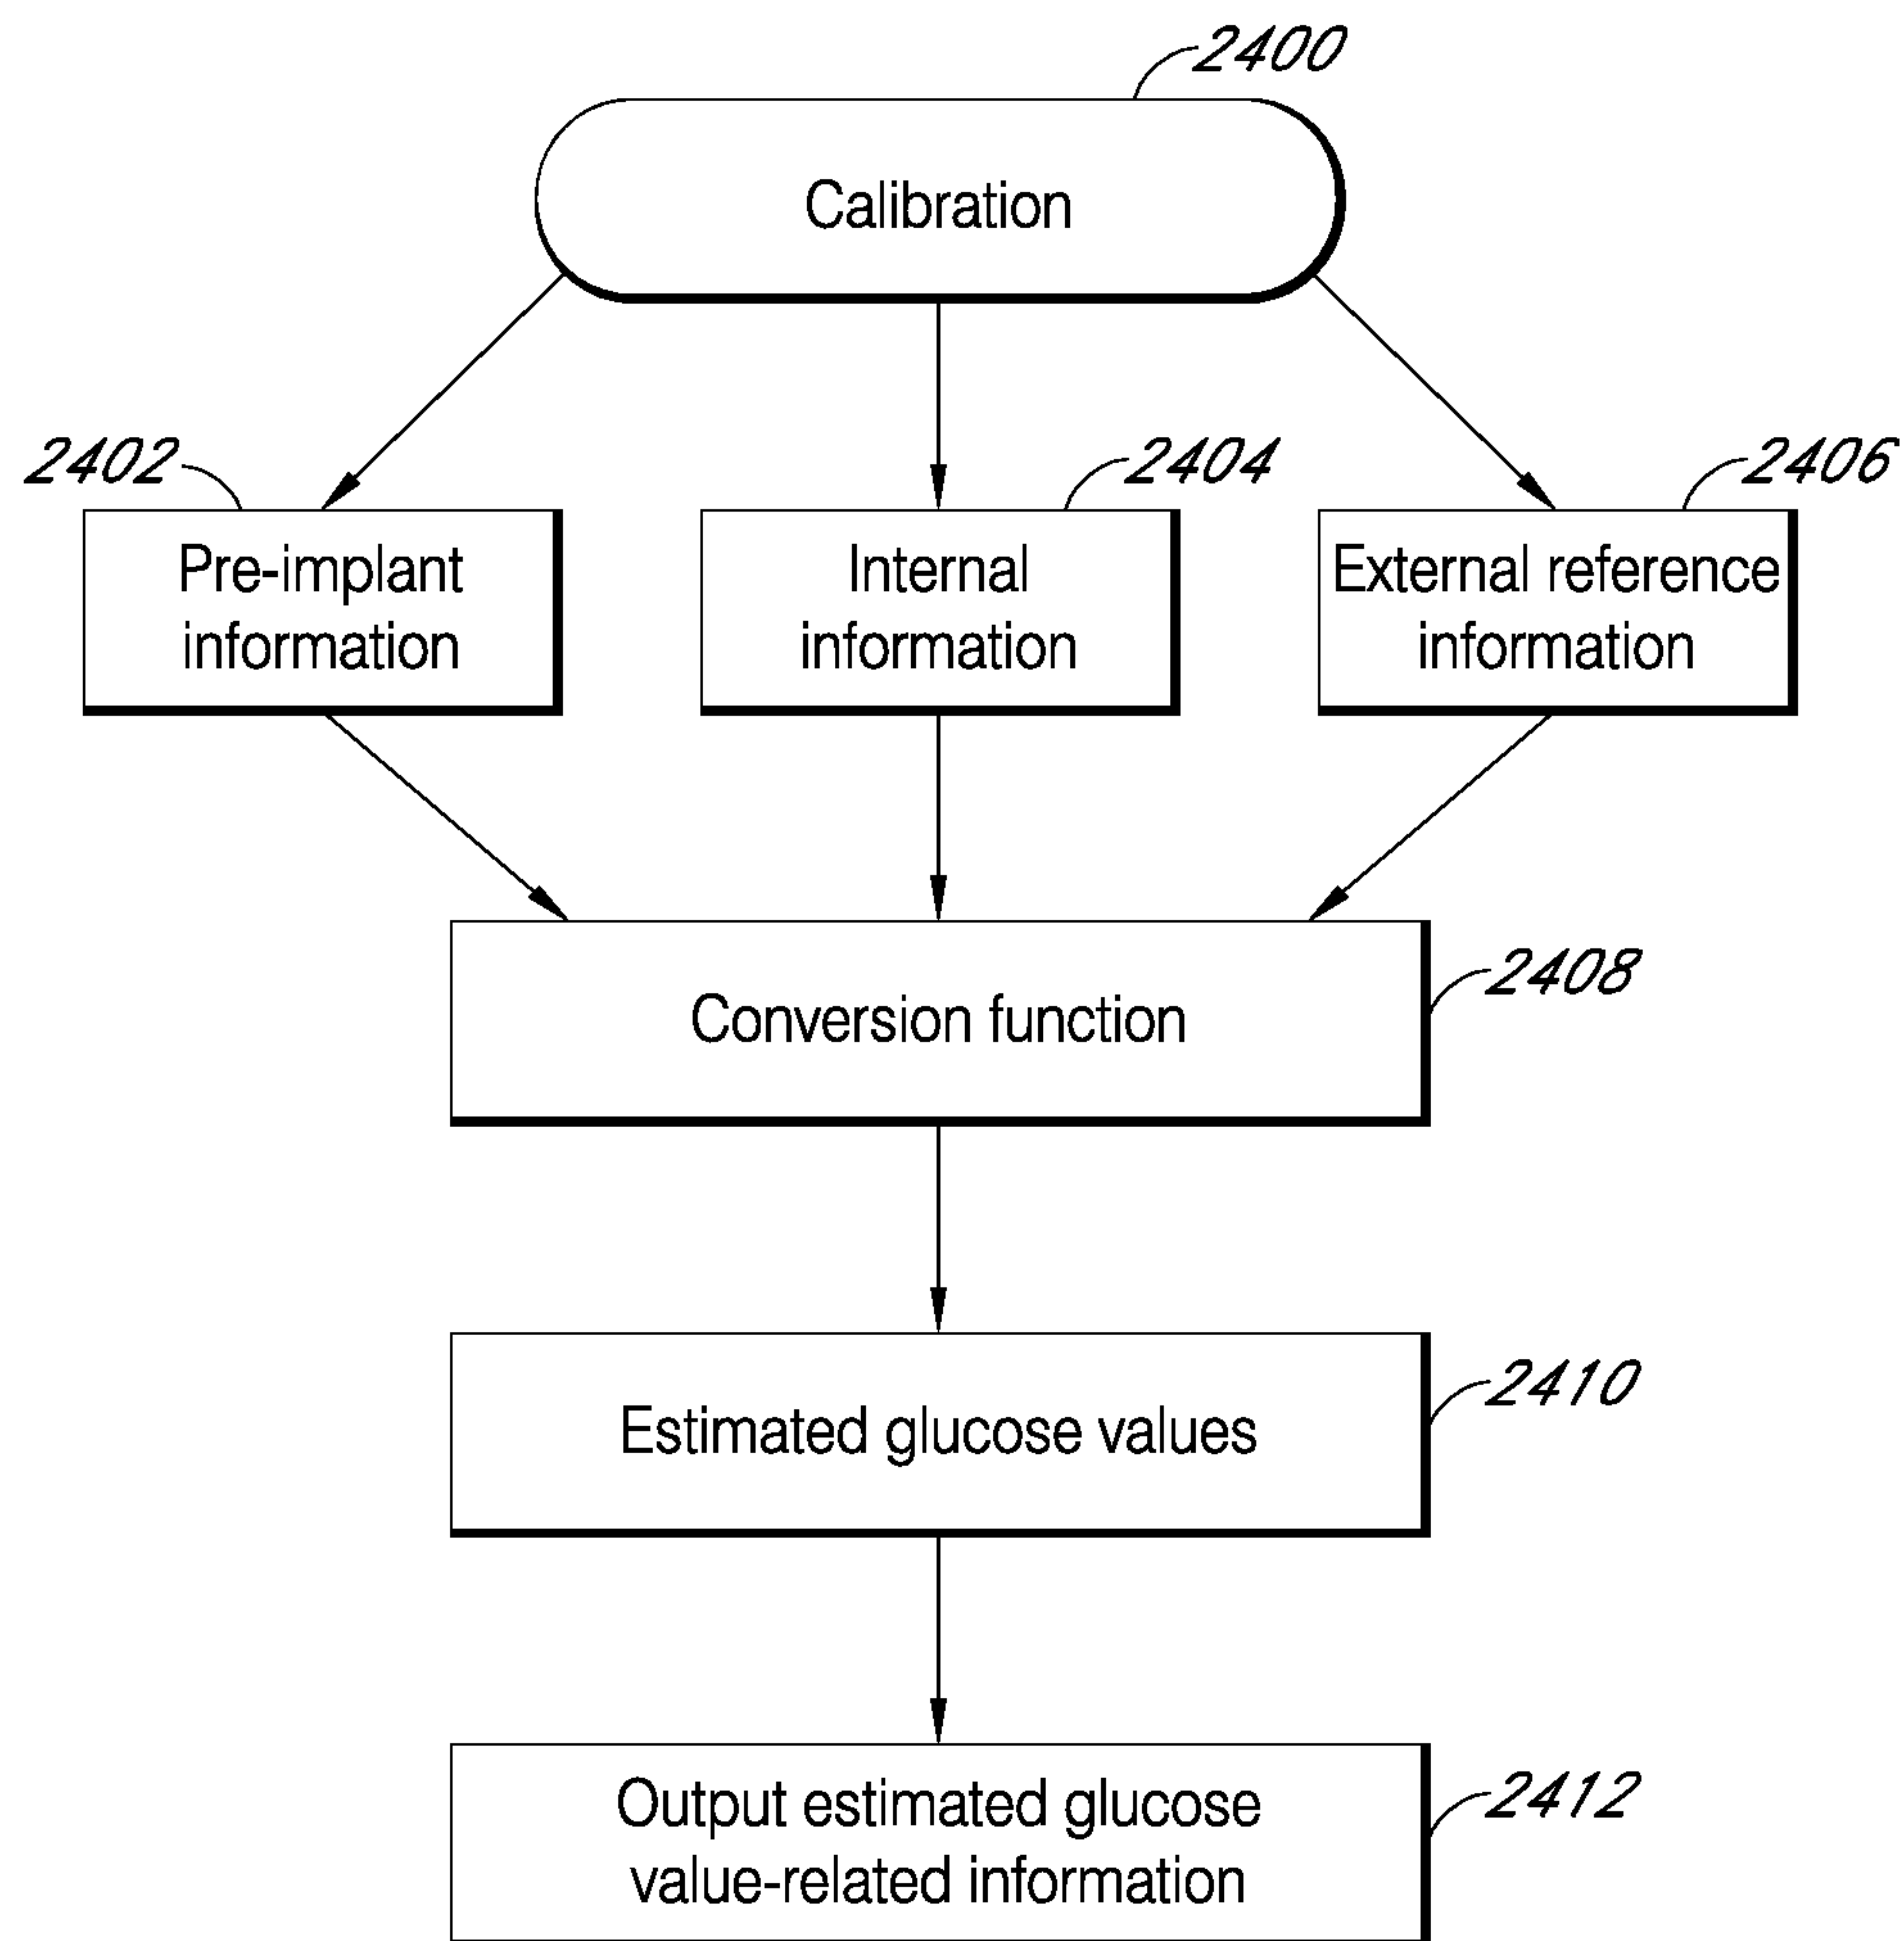 2400
Calibration
2402
2404
2406
Pre-implant
information
Internal
information
External reference
information
Conversion function
2408
Estimated glucose values
2410
Output estimated glucose
value-related information
2412